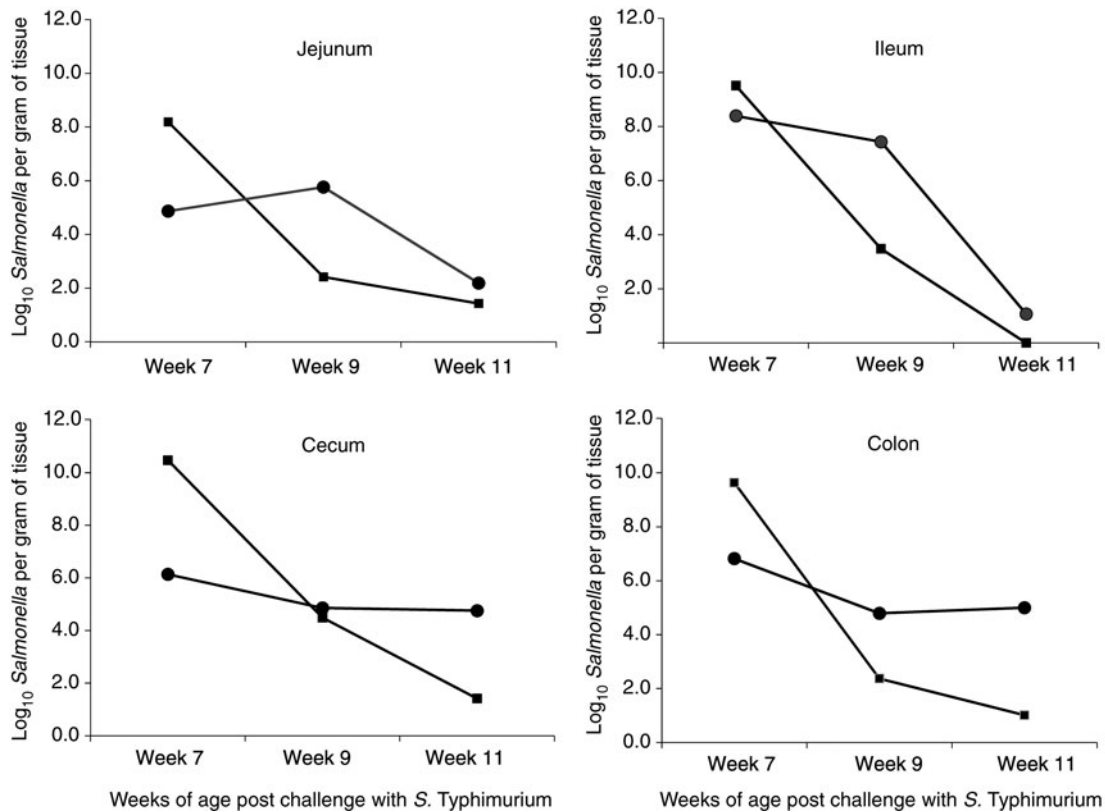 Jejunum
Log10 Salmonella per gram of tissue
12.0
10.0
8.0
6.0
4.0
2.0
0.0
Week 7 Week 9 Week 11
Ileum
Log10 Salmonella per gram of tissue
12.0
10.0
8.0
6.0
4.0
2.0
Week 7 Week 9 Week 11
Cecum
Log10 Salmonella per gram of tissue
12.0
10.0
8.0
6.0
4.0
2.0
0.0
Week 7 Week 9 Week 11
Weeks of age post challenge with S. Typhimurium
Colon
Log10 Salmonella per gram of tissue
12.0
10.0
8.0
6.0
4.0
2.0
0.0
Week 7 Week 9 Week 11
Weeks of age post challenge with S. Typhimurium